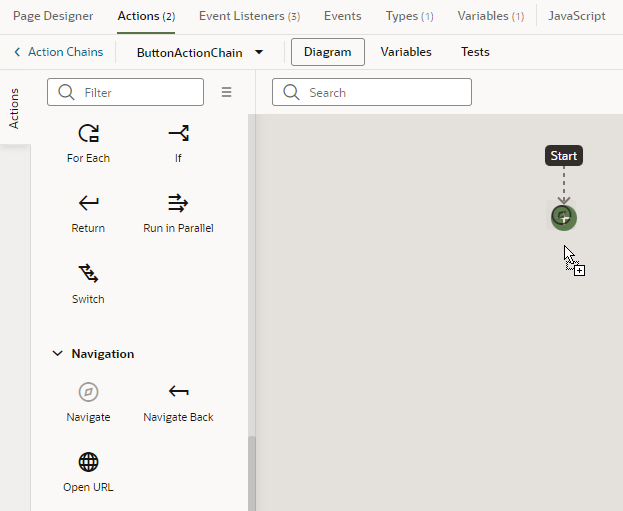 Page Designer Actions (2) Event Listeners (3) Events Types (1) Variables (1) JavaScript
Action Chains ButtonActionChain Diagram Variables Tests
Actions
Filter
Search
For Each If
Return Run in Parallel
Switch
Navigation
Navigate Navigate Back
Open URL
Start